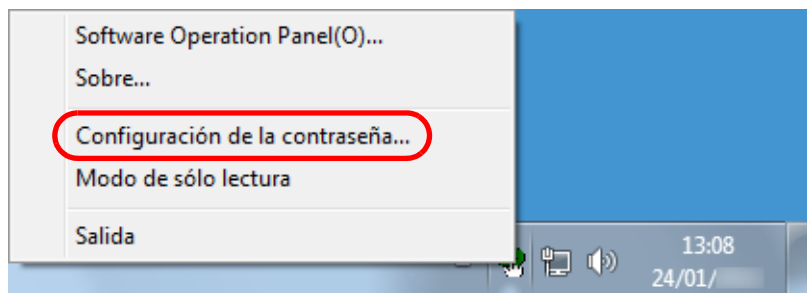 Software Operation Panel(O)...
Sobre...
Configuración de la contraseña...
Modo de sólo lectura
Salida
13:08
24/01/